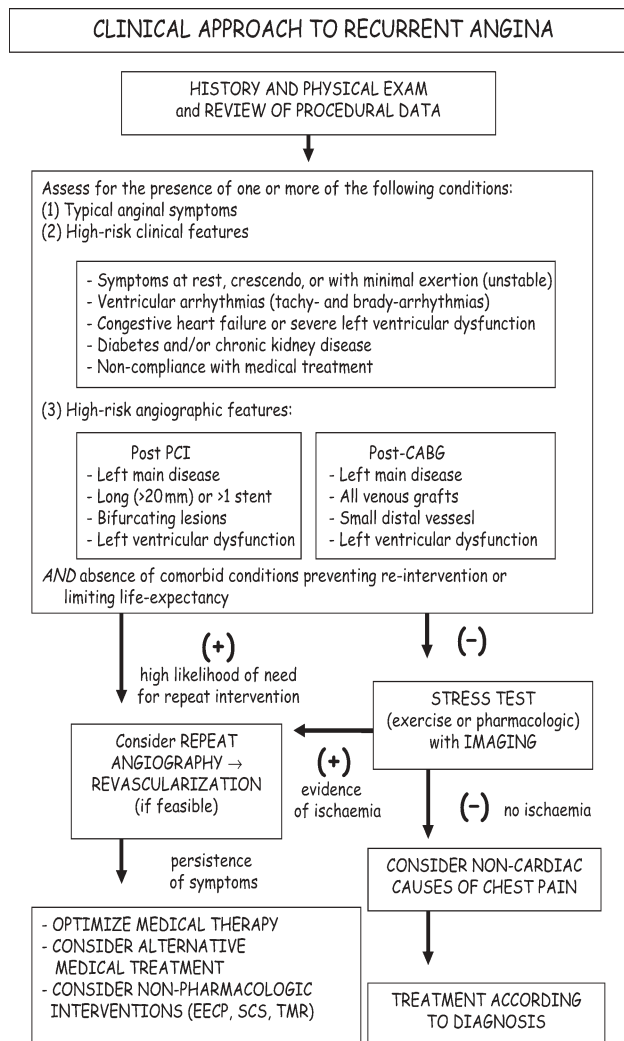 CLINICAL APPROACH TO RECURRENT ANGINA
HISTORY AND PHYSICAL EXAM
and REVIEW OF PROCEDURAL DATA
Assess for the presence of one or more of the following conditions:
(1) Typical anginal symptoms
(2) High-risk clinical features
- Symptoms at rest, crescendo, or with minimal exertion (unstable)
- Ventricular arrhythmias (tachy- and brady-arrhythmias)
- Congestive heart failure or severe left ventricular dysfunction
- Diabetes and/or chronic kidney disease
- Non-compliance with medical treatment
(3) High-risk angiographic features:
Post PCI
- Left main disease
- Long (>20 mm) or >1 stent
- Bifurcating lesions
- Left ventricular dysfunction
Post-CABG
- Left main disease
- All venous grafts
- Small distal vessesl
- Left ventricular dysfunction
AND absence of comorbid conditions preventing re-intervention or
limiting life-expectancy
(+)
high likelihood of need
for repeat intervention
(-)
STRESS TEST
(exercise or pharmacologic)
with IMAGING
Consider REPEAT
ANGIOGRAPHY →
REVASCULARIZATION
(if feasible)
(+)
evidence
of ischaemia
(-) no ischaemia
persistence
of symptoms
CONSIDER NON-CARDIAC
CAUSES OF CHEST PAIN
- OPTIMIZE MEDICAL THERAPY
- CONSIDER ALTERNATIVE
MEDICAL TREATMENT
- CONSIDER NON-PHARMACOLOGIC
INTERVENTIONS (EECP, SCS, TMR)
TREATMENT ACCORDING
TO DIAGNOSIS